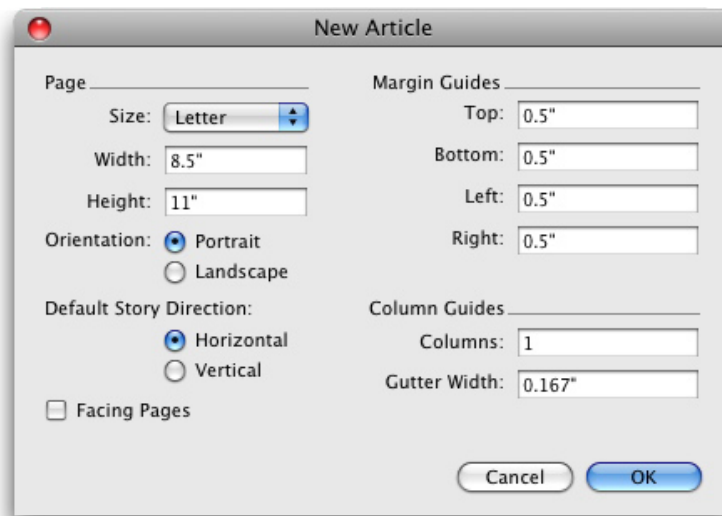 New Article
Page
Size: Letter
Width: 8.5"
Height: 11"
Orientation: Portrait
Landscape
Default Story Direction:
Horizontal
Vertical
Facing Pages
Margin Guides
Top: 0.5"
Bottom: 0.5"
Left: 0.5"
Right: 0.5"
Column Guides
Columns: 1
Gutter Width: 0.167"
Cancel OK